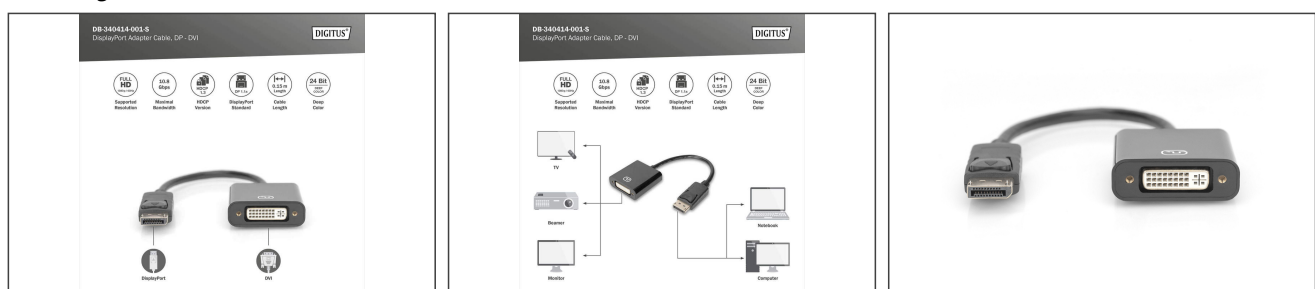 DB-340414-001-S
DisplayPort Adapter Cable, DP - DVI
DIGITUS®
FULL HD
10.8 Gbps
HDCP 1.3
DP 1.1a
0.15 m Length
24 Bit DEEP COLOR
Supported Resolution
Maximal Bandwidth
HDCP Version
DisplayPort Standard
Cable Length
Deep Color
DisplayPort
DVI
DB-340414-001-S
DisplayPort Adapter Cable, DP - DVI
DIGITUS®
FULL HD
10.8 Gbps
HDCP 1.3
DP 1.1a
0.15 m Length
24 Bit DEEP COLOR
Supported Resolution
Maximal Bandwidth
HDCP Version
DisplayPort Standard
Cable Length
Deep Color
TV
Beamer
Monitor
Notebook
Computer